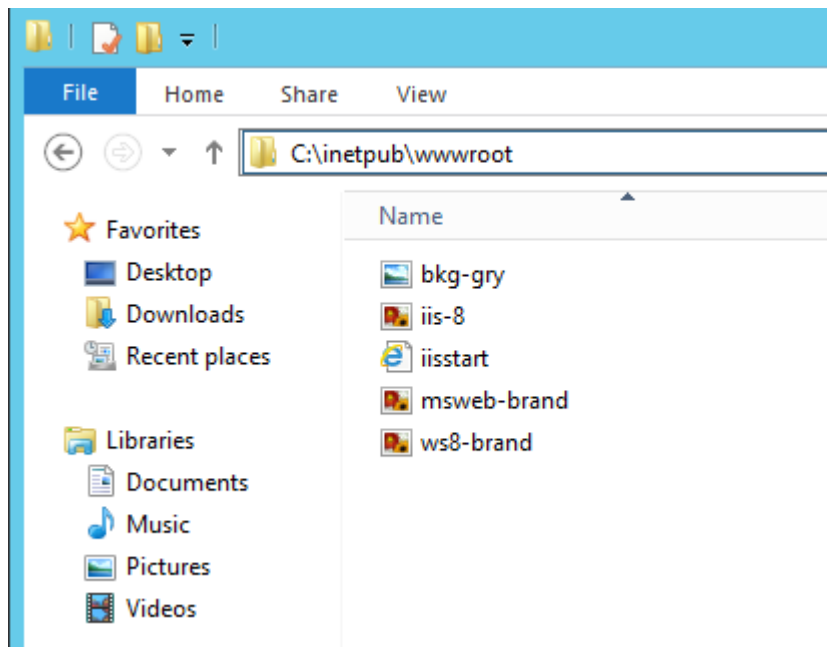 File Home Share View
C:\inetpub\wwwroot
Name
Favorites
Desktop
Downloads
Recent places
Libraries
Documents
Music
Pictures
Videos
bkg-gry
iis-8
iisstart
msweb-brand
ws8-brand